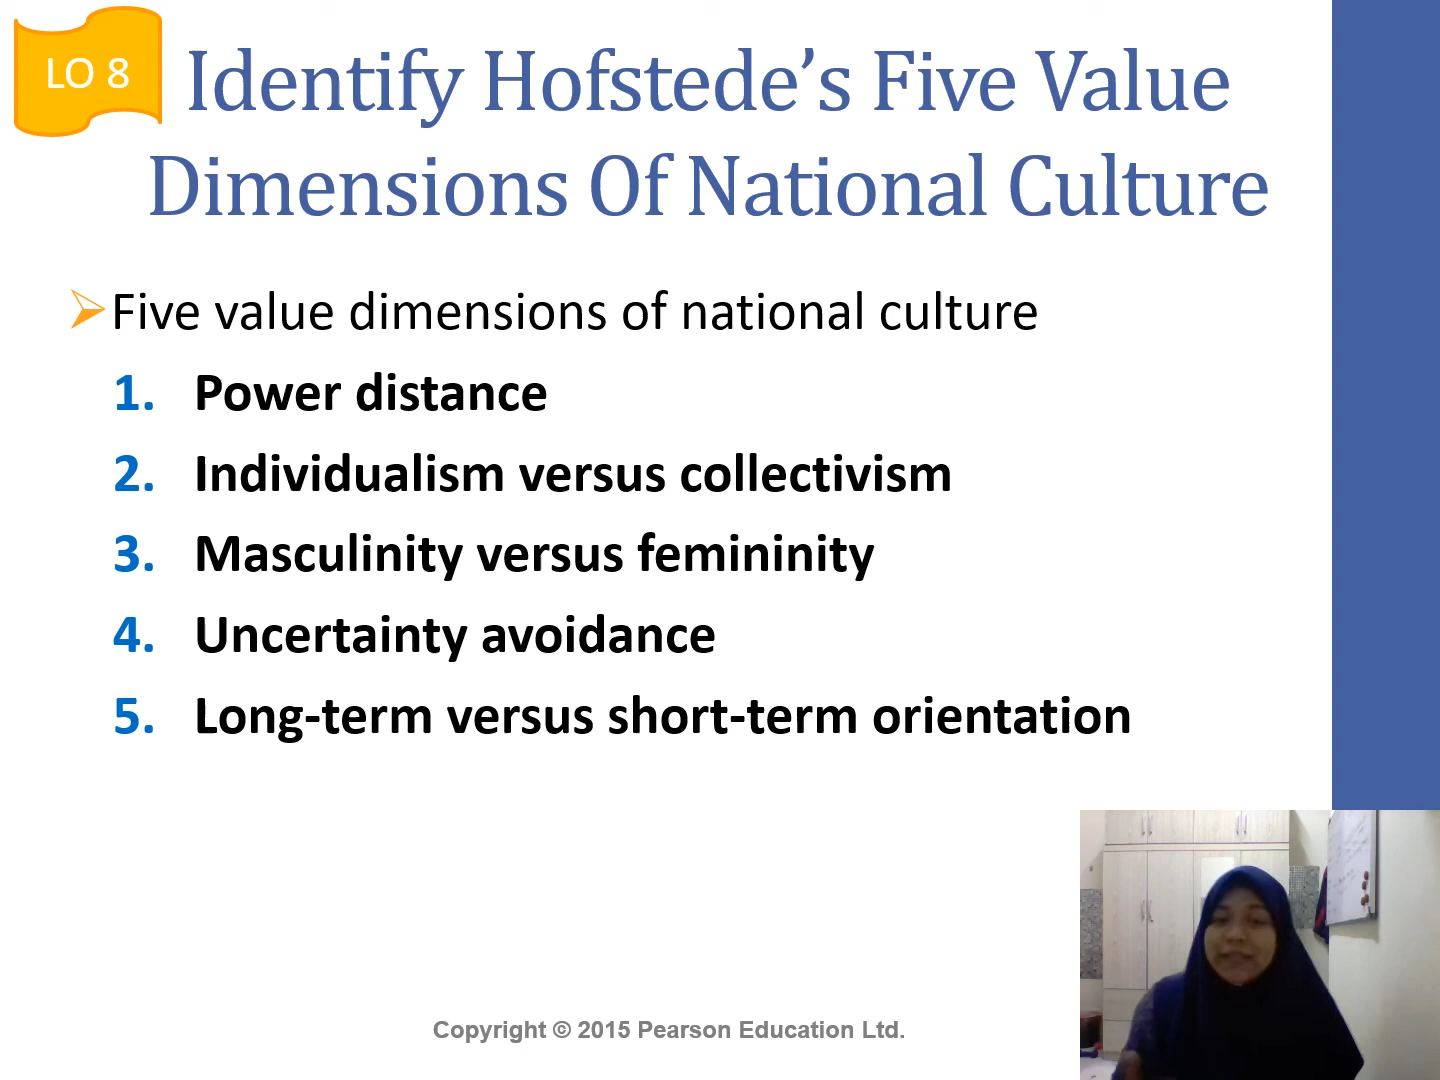 LO 8
Identify Hofstede’s Five Value
Dimensions Of National Culture
Five value dimensions of national culture
1. Power distance
2. Individualism versus collectivism
3. Masculinity versus femininity
4. Uncertainty avoidance
5. Long-term versus short-term orientation
Copyright © 2015 Pearson Education Ltd.